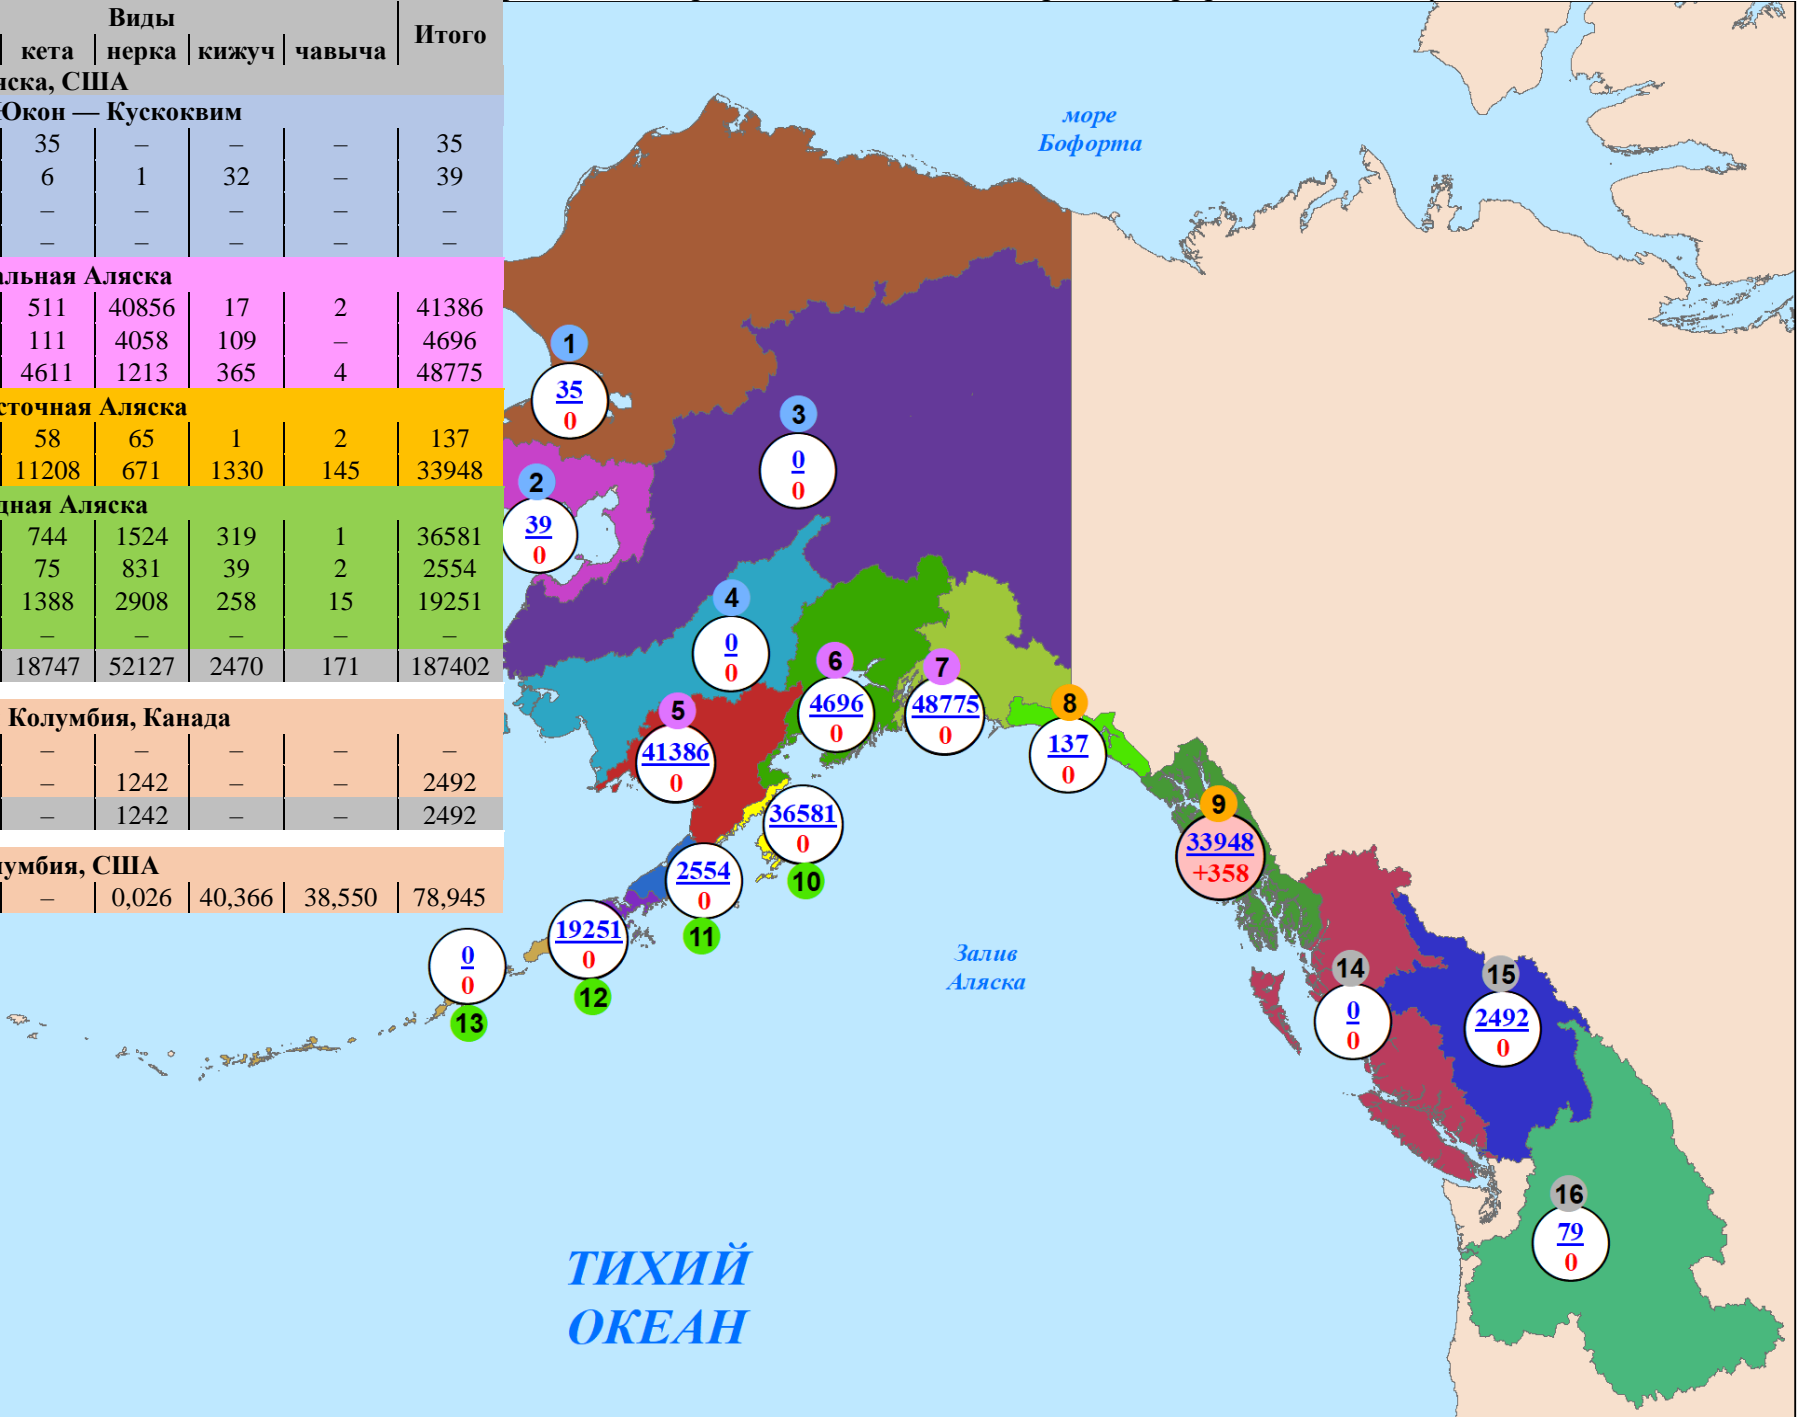 Виды
кета нерка кижуч чавыча Итого
яска, США
Юкон — Кускоквим
35 – – – 35
6 1 32 – 39
– – – – –
– – – – –
альная Аляска
511 40856 17 2 41386
111 4058 109 – 4696
4611 1213 365 4 48775
сточная Аляска
58 65 1 2 137
11208 671 1330 145 33948
дная Аляска
744 1524 319 1 36581
75 831 39 2 2554
1388 2908 258 15 19251
– – – – –
18747 52127 2470 171 187402
Колумбия, Канада
– – – – –
– 1242 – – 2492
– 1242 – – 2492
лумбия, США
– 0,026 40,366 38,550 78,945
море
Бофорта
1
35
0
2
39
0
3
0
0
4
0
0
5
41386
0
6
4696
0
7
48775
0
8
137
0
9
33948
+358
36581
0
10
2554
0
11
19251
0
12
0
0
13
14
0
0
15
2492
0
16
79
0
Залив
Аляска
ТИХИЙ
ОКЕАН